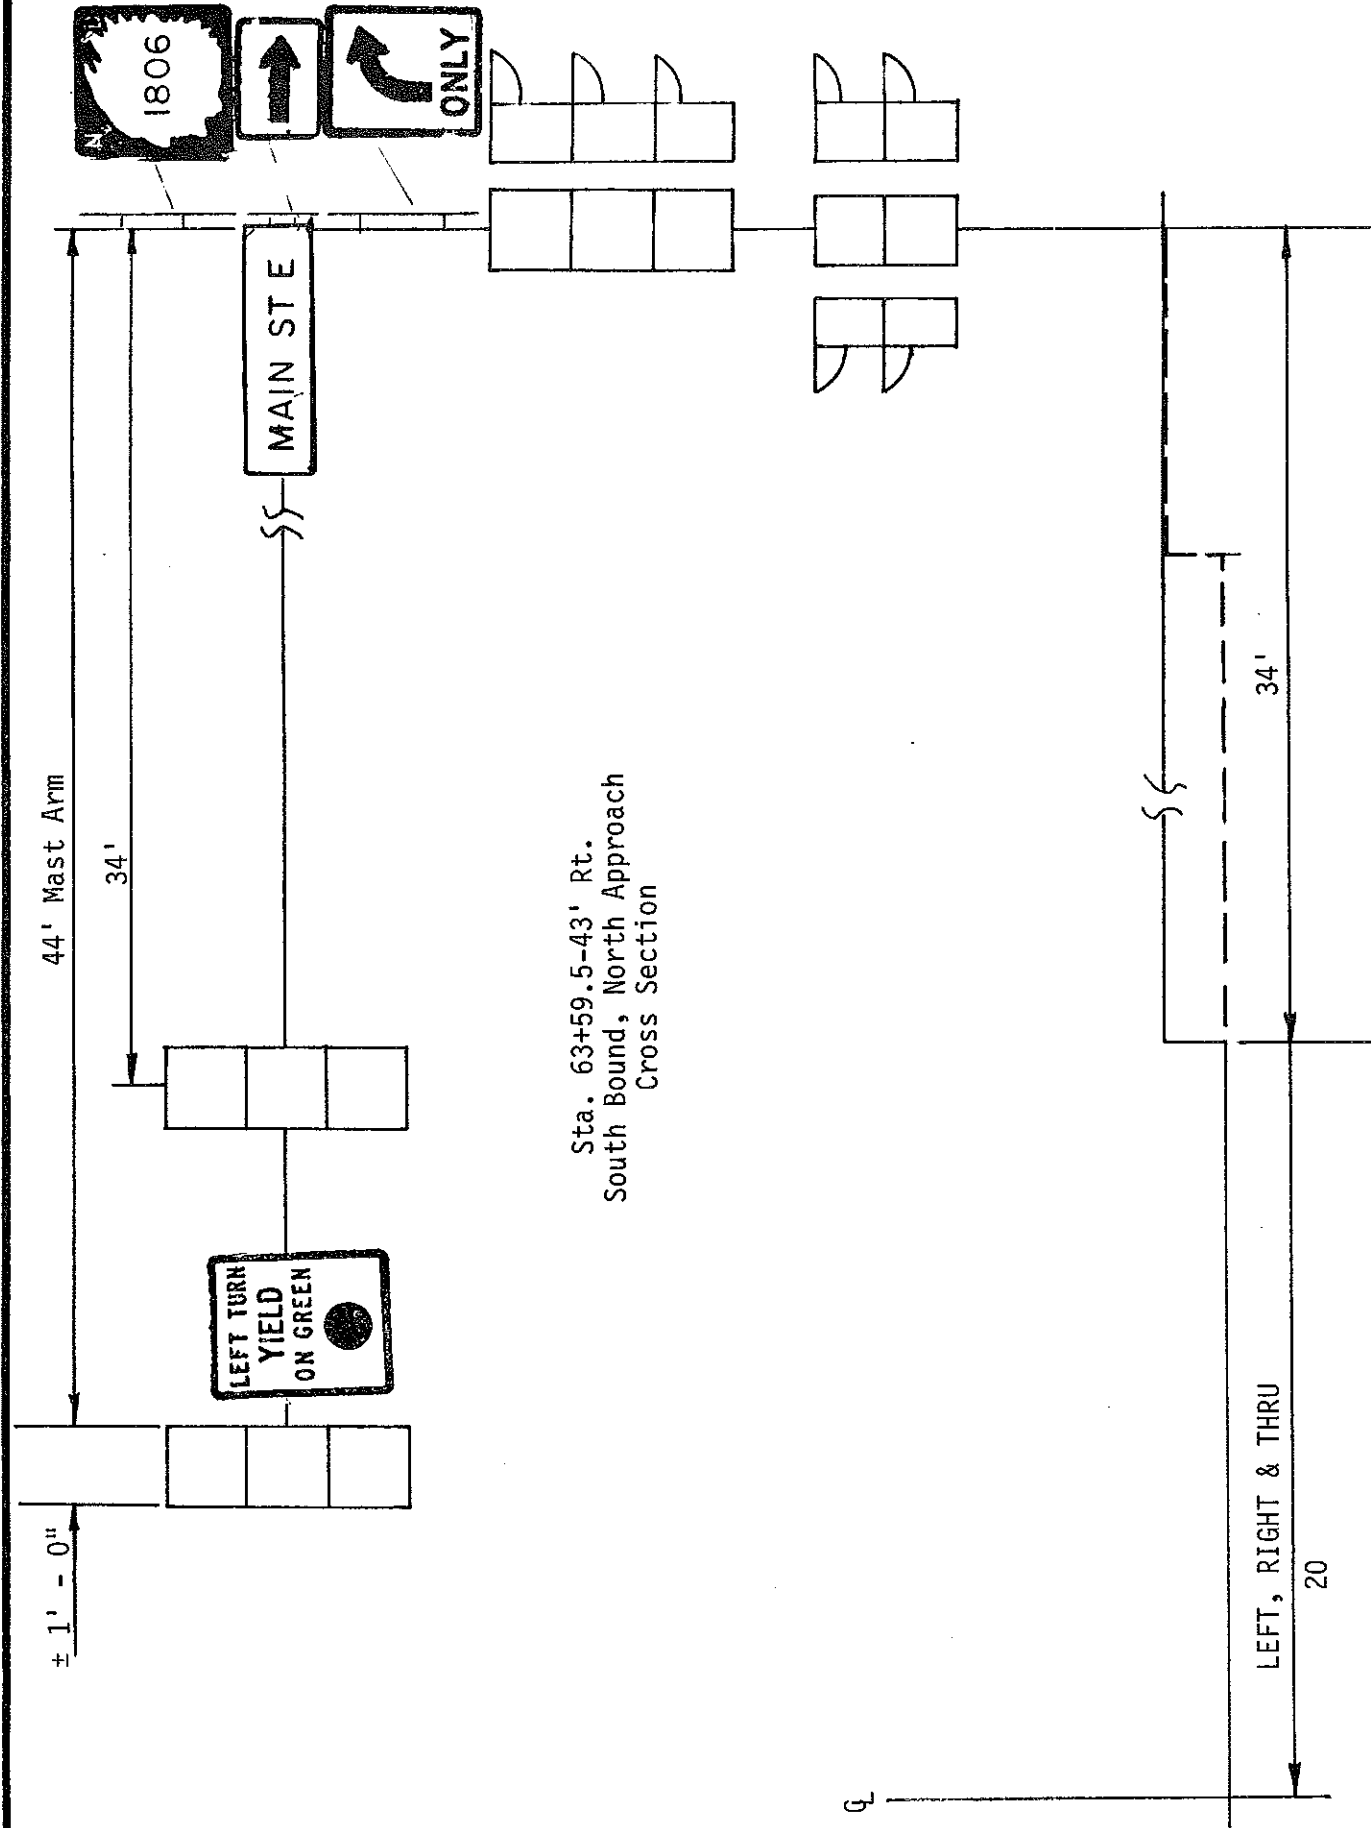 ± 1' - 0"
44' Mast Arm
34'
N D
1806
LEFT TURN
YIELD
ON GREEN
MAIN ST E
ONLY
Sta. 63+59.5-43' Rt.
South Bound, North Approach
Cross Section
℄
LEFT, RIGHT & THRU
34'
20